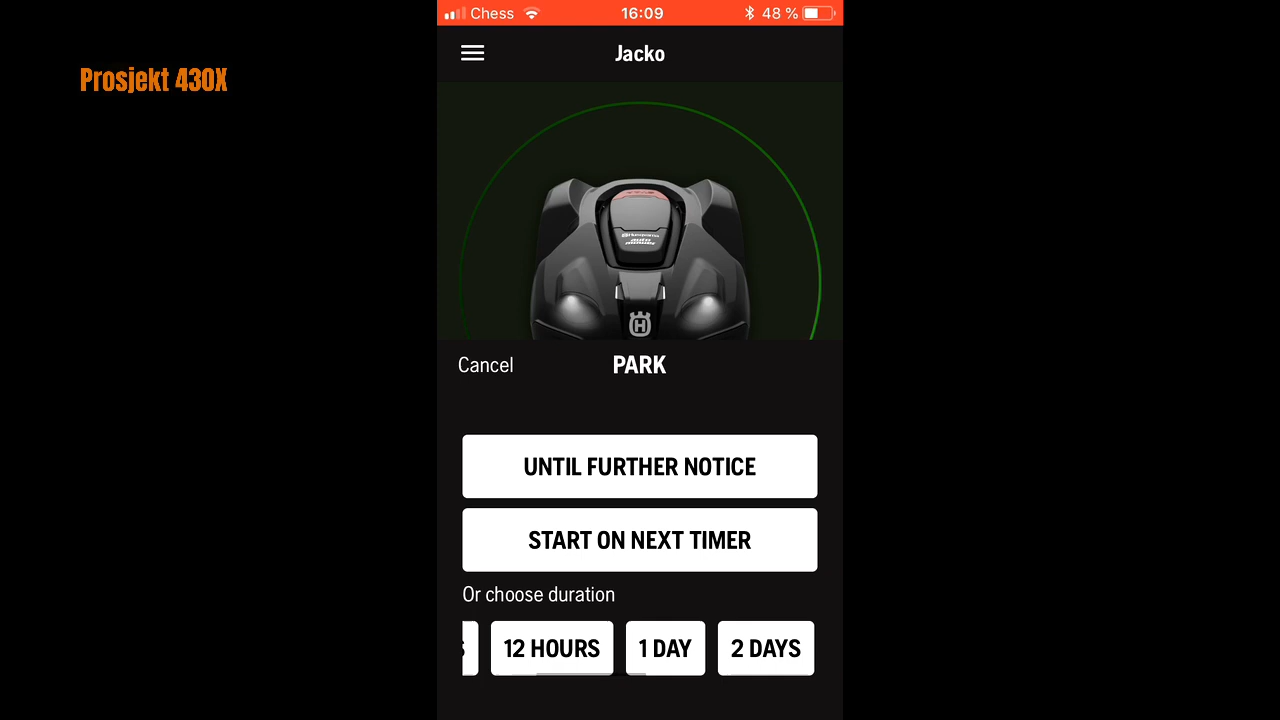 Chess 16:09 48 %
Prosjekt 430X
Jacko
Husqvarna
Cancel PARK
UNTIL FURTHER NOTICE
START ON NEXT TIMER
Or choose duration
12 HOURS 1 DAY 2 DAYS